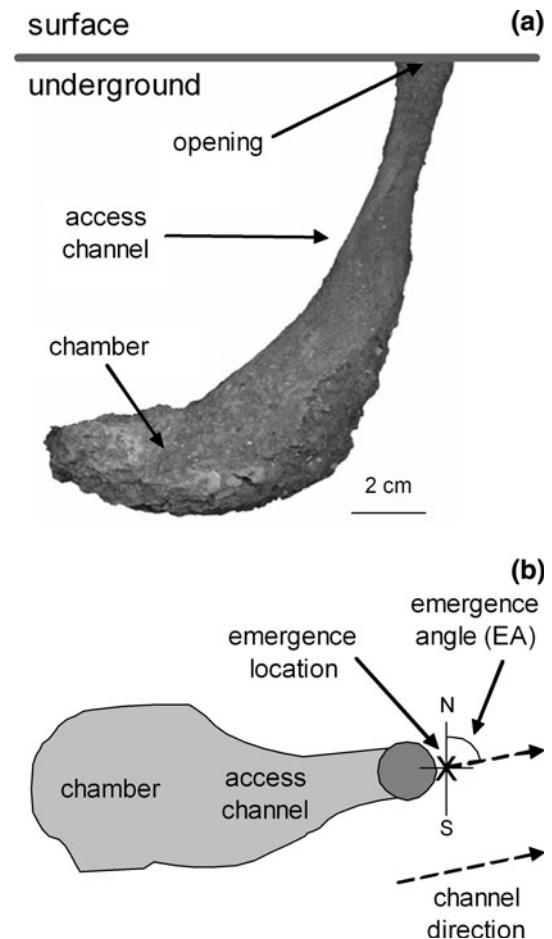 surface
(a)
underground
opening
access
channel
chamber
2 cm
(b)
emergence
angle (EA)
emergence
location
N
chamber
access
channel
S
channel
direction